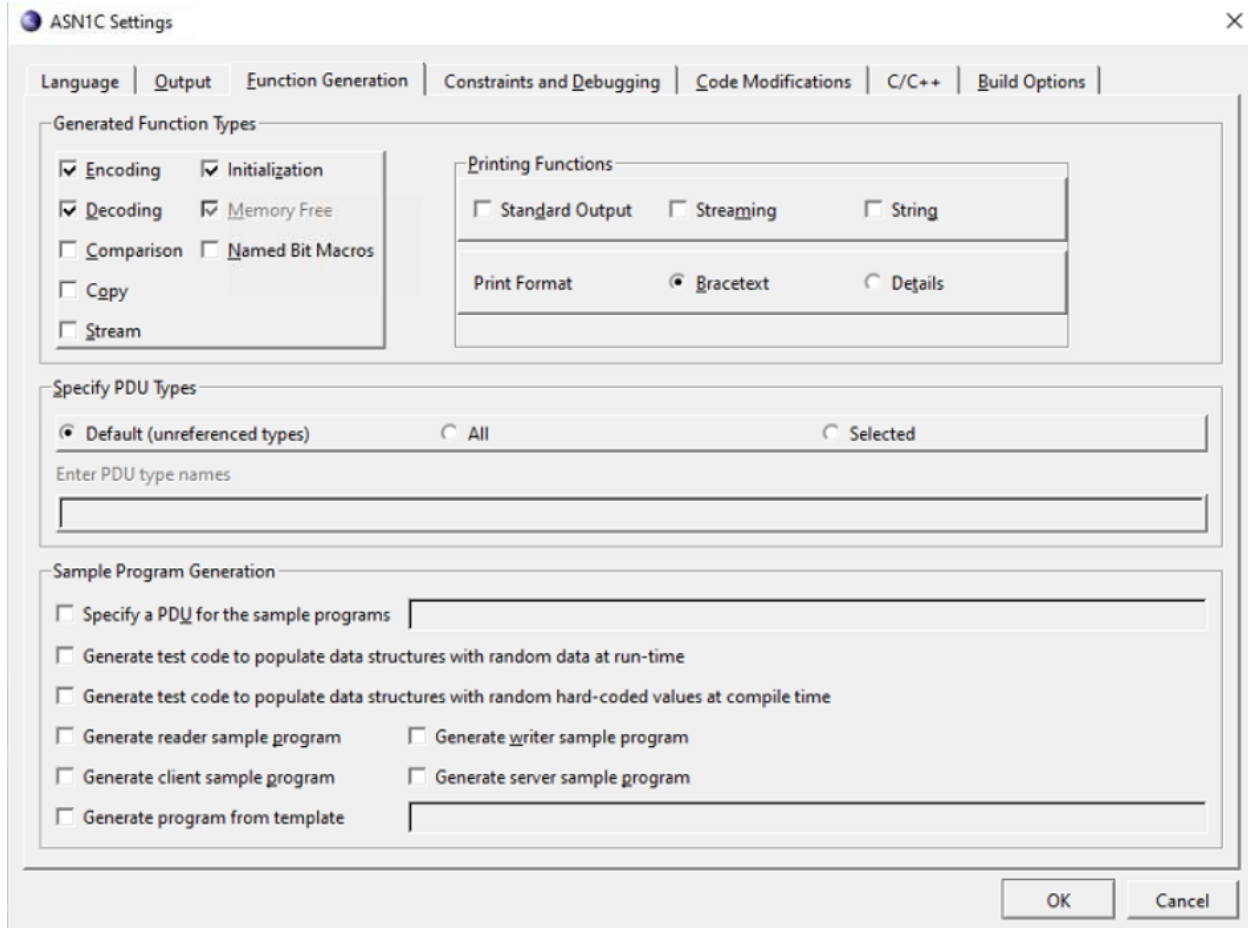 ASN1C Settings
Language Output Function Generation Constraints and Debugging Code Modifications C/C++ Build Options
Generated Function Types
Encoding Initialization
Decoding Memory Free
Comparison Named Bit Macros
Copy
Stream
Printing Functions
Standard Output Streaming String
Print Format Bracetext Details
Specify PDU Types
Default (unreferenced types) All Selected
Enter PDU type names
Sample Program Generation
Specify a PDU for the sample programs
Generate test code to populate data structures with random data at run-time
Generate test code to populate data structures with random hard-coded values at compile time
Generate reader sample program Generate writer sample program
Generate client sample program Generate server sample program
Generate program from template
OK Cancel